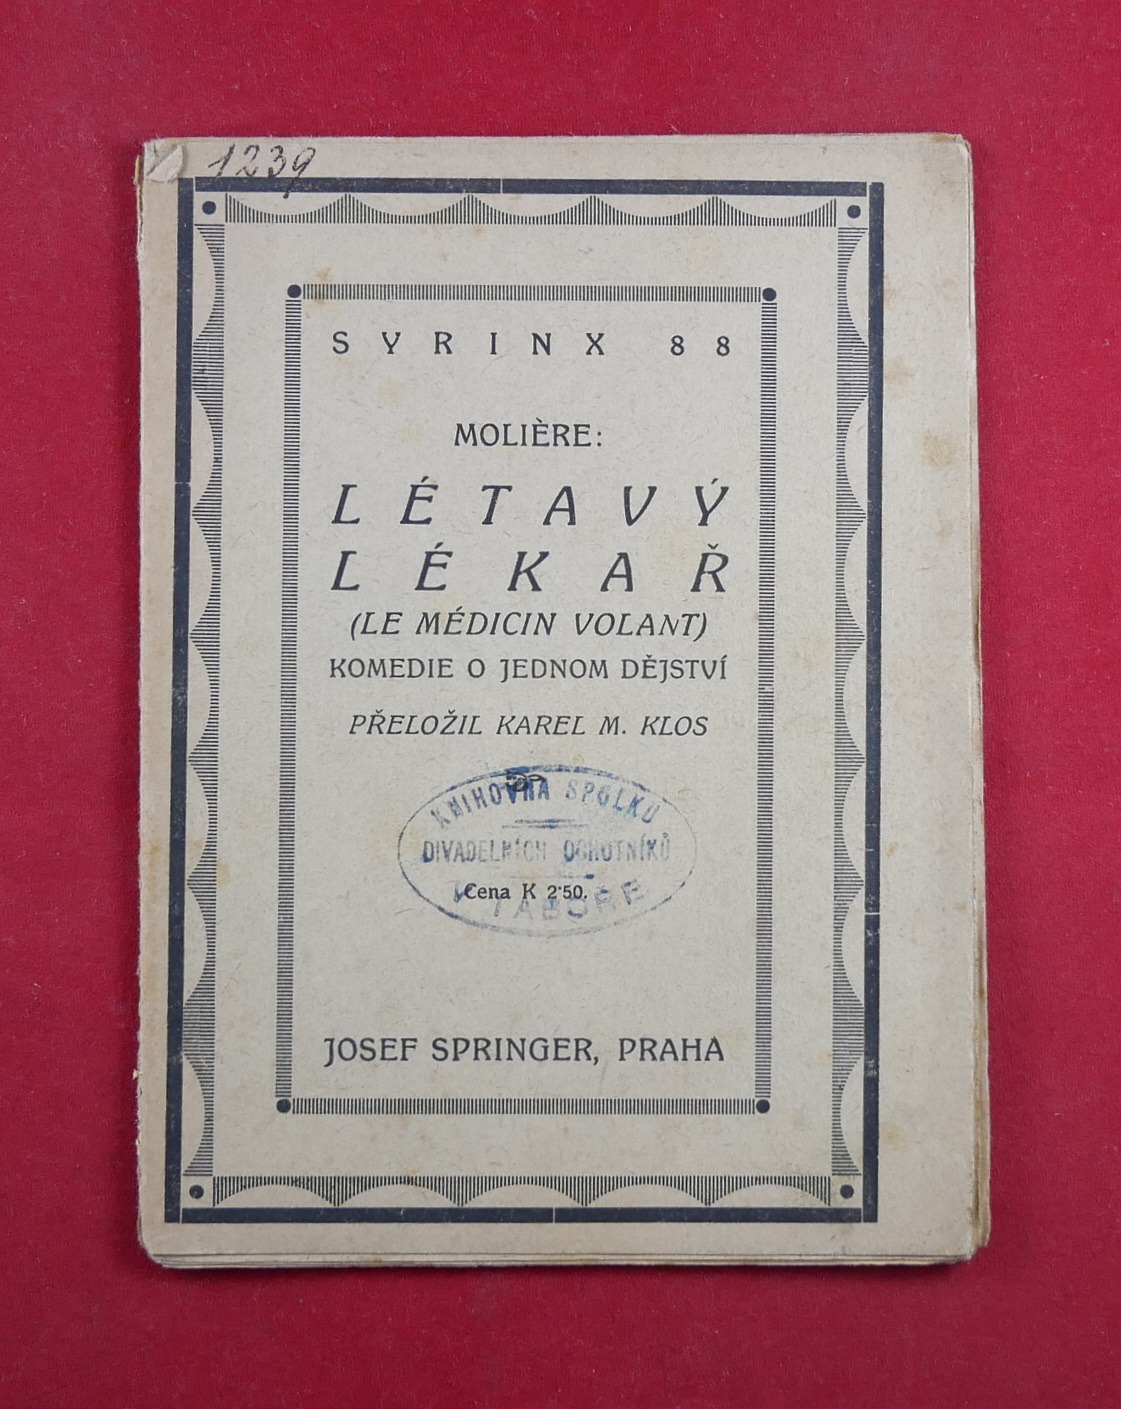 1239
SYRINX 88
MOLIÈRE:
LÉTAVÝ
LÉKAŘ
(LE MÉDICIN VOLANT)
KOMEDIE O JEDNOM DĚJSTVÍ
PŘELOŽIL KAREL M. KLOS
KNIHOVNA SPOLKU
DIVADELNÍCH OCHOTNÍKŮ
V TÁBOŘE
Cena K 2·50.
JOSEF SPRINGER, PRAHA